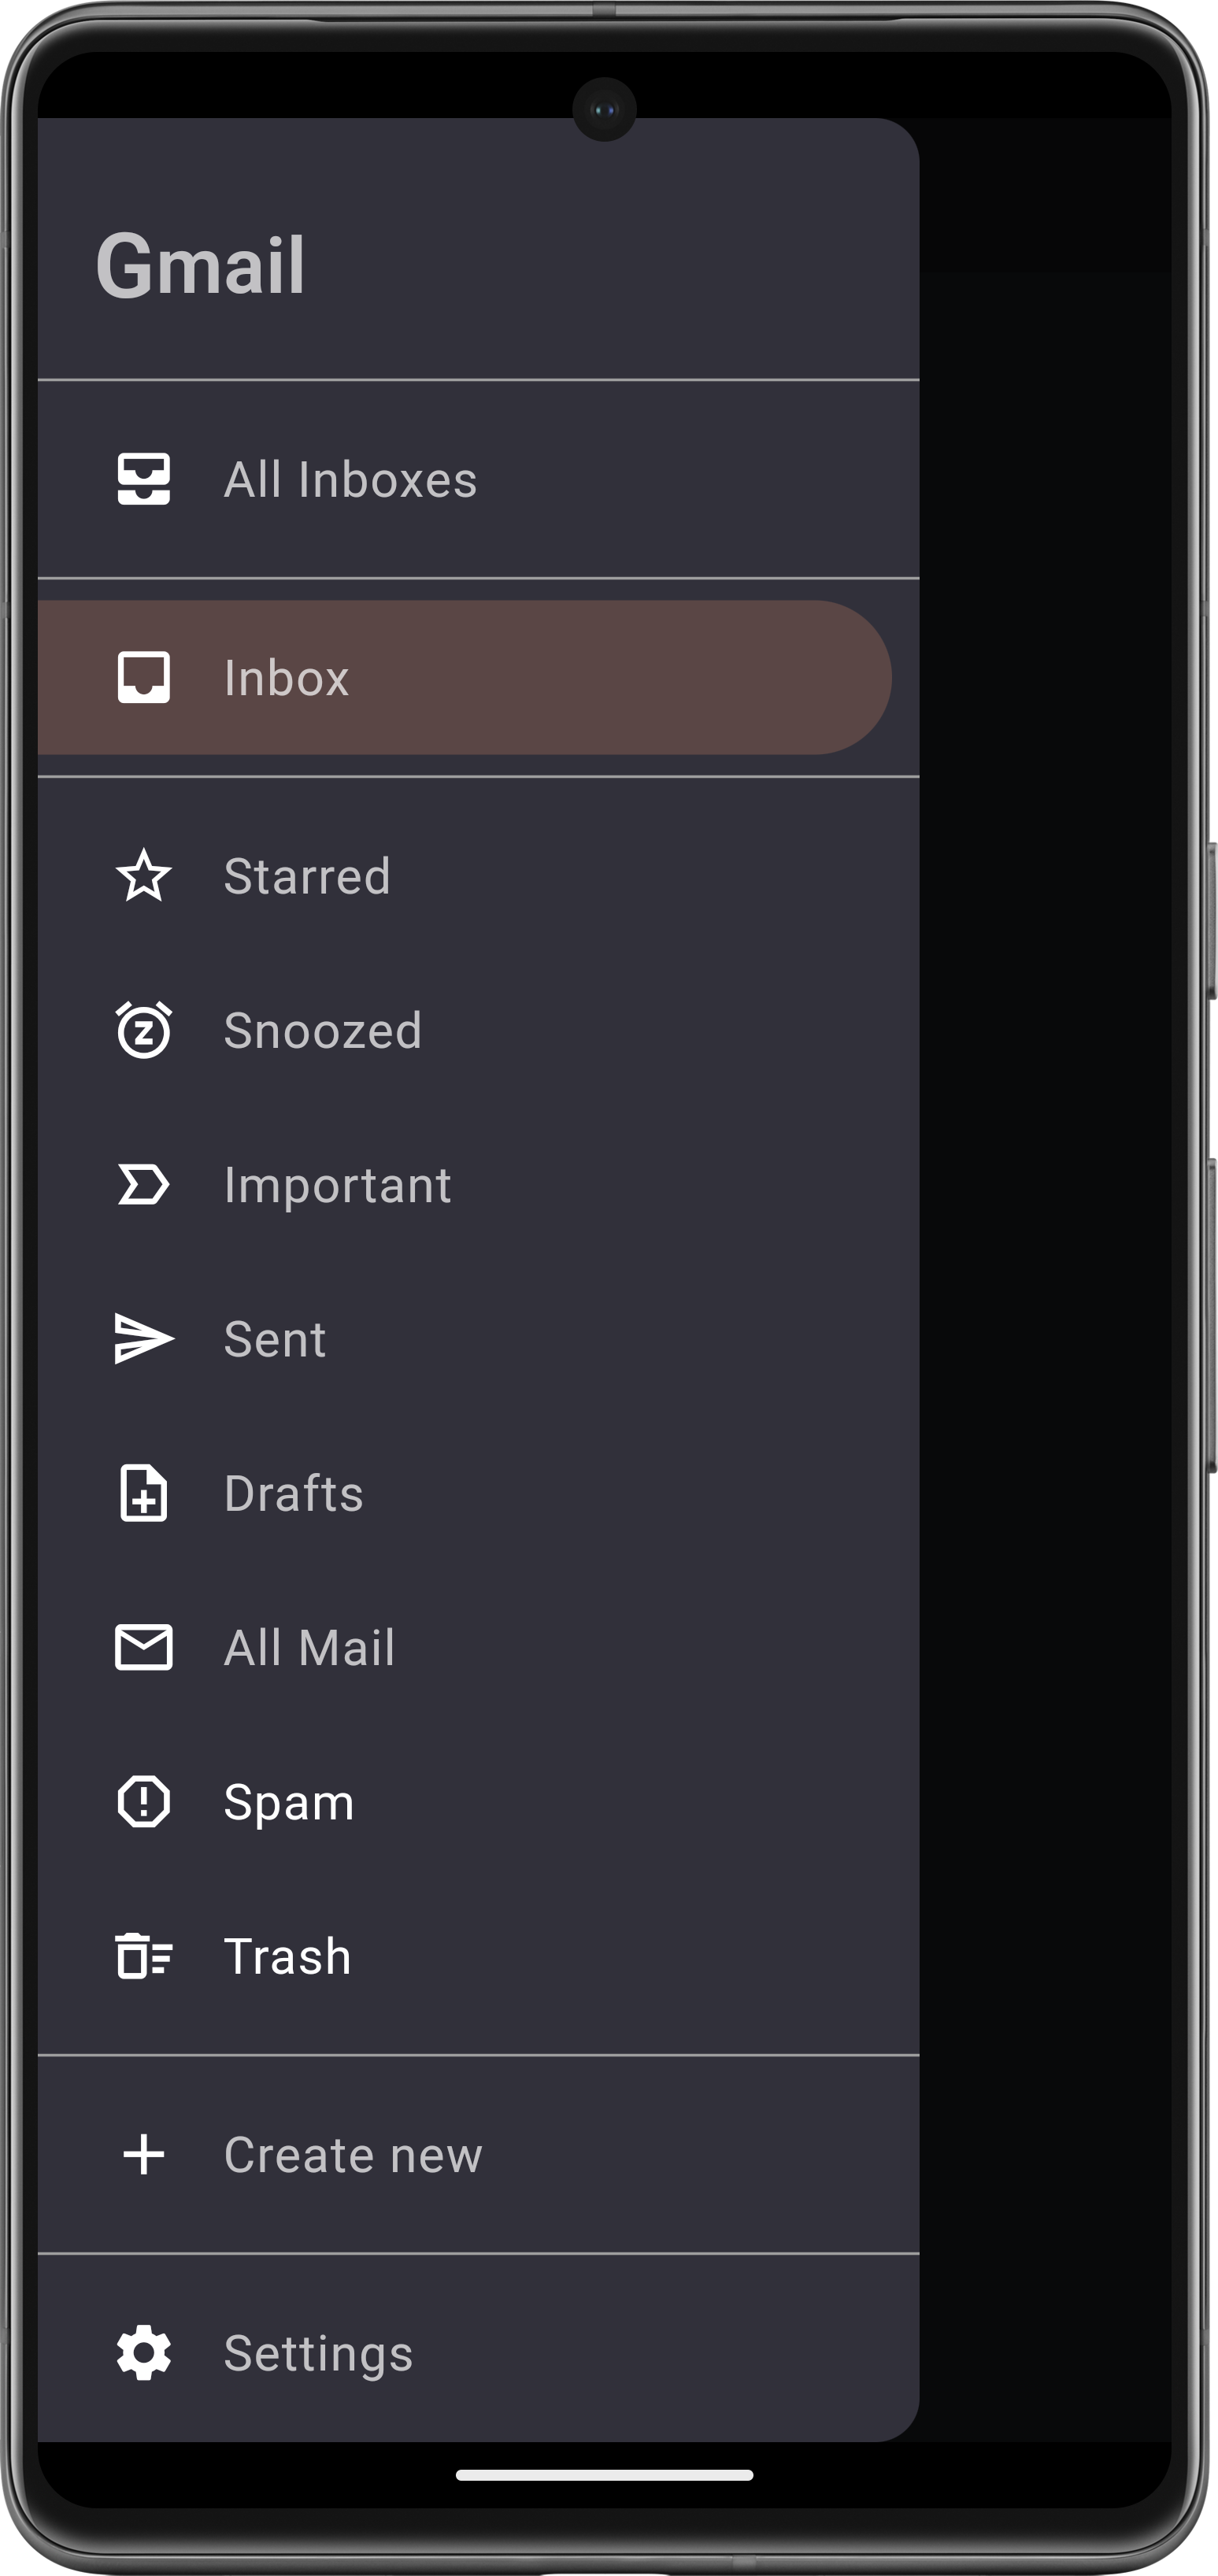 Gmail
All Inboxes
Inbox
Starred
Snoozed
Important
Sent
Drafts
All Mail
Spam
Trash
Create new
Settings